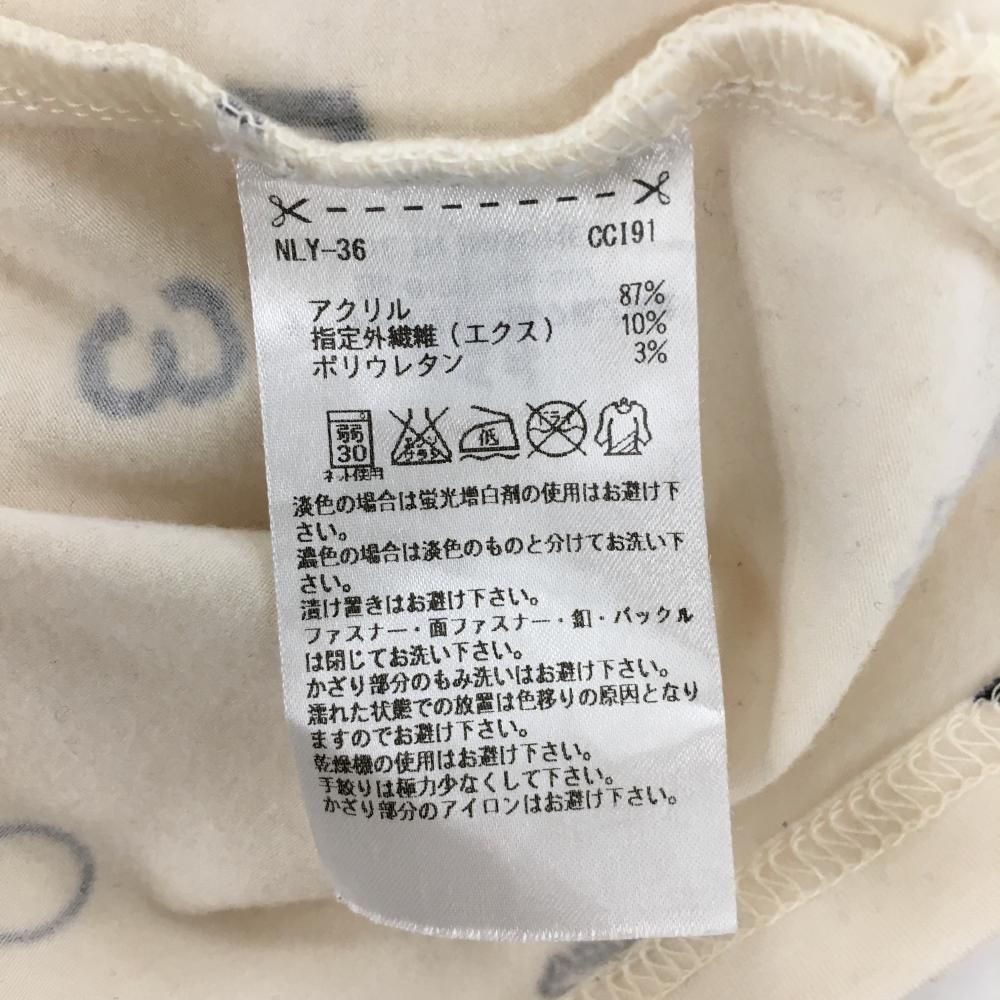 NLY-36 CCI91
アクリル 87%
指定外繊維（エクス） 10%
ポリウレタン 3%
弱
30
ネット使用
エンソ
サラシ
低
ドライ
淡色の場合は蛍光増白剤の使用はお避け下
さい。
濃色の場合は淡色のものと分けてお洗い下
さい。
漬け置きはお避け下さい。
ファスナー・面ファスナー・釦・バックル
は閉じてお洗い下さい。
かざり部分のもみ洗いはお避け下さい。
濡れた状態での放置は色移りの原因となり
ますのでお避け下さい。
乾燥機の使用はお避け下さい。
手絞りは極力少なくして下さい。
かざり部分のアイロンはお避け下さい。